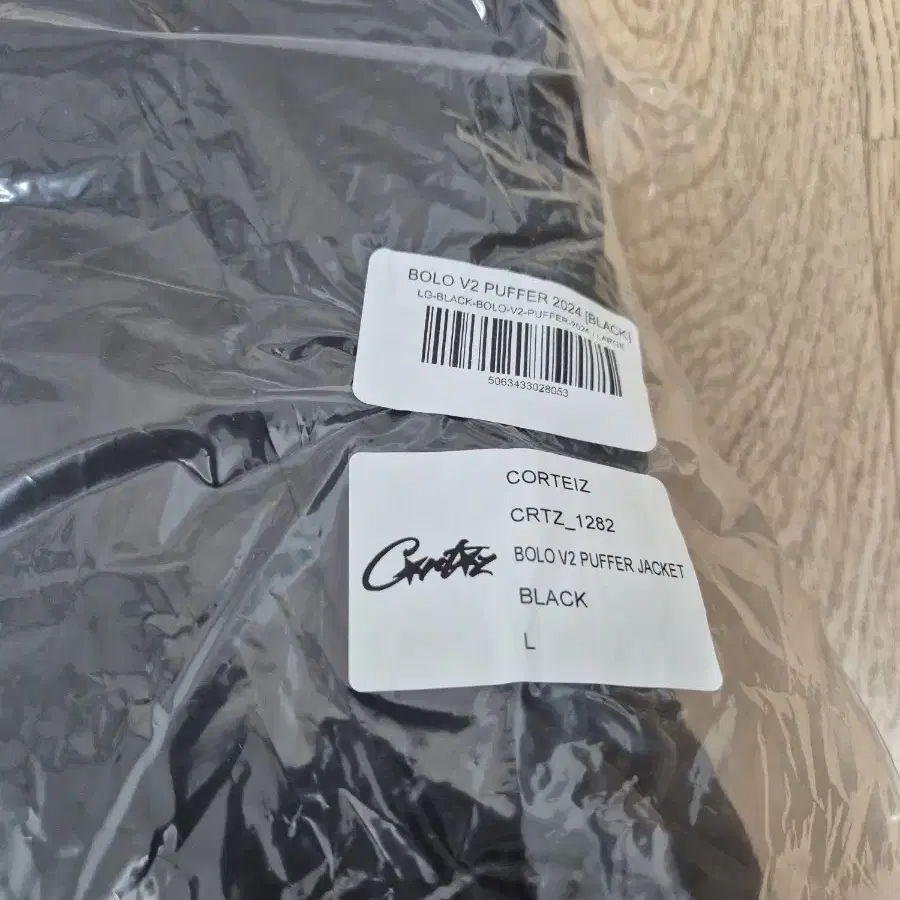 BOLO V2 PUFFER 2024 [BLACK]
LG-BLACK-BOLO-V2-PUFFER-2024 / LARGE
5063433028053
CORTEIZ
CRTZ_1282
Corteiz
BOLO V2 PUFFER JACKET
BLACK
L